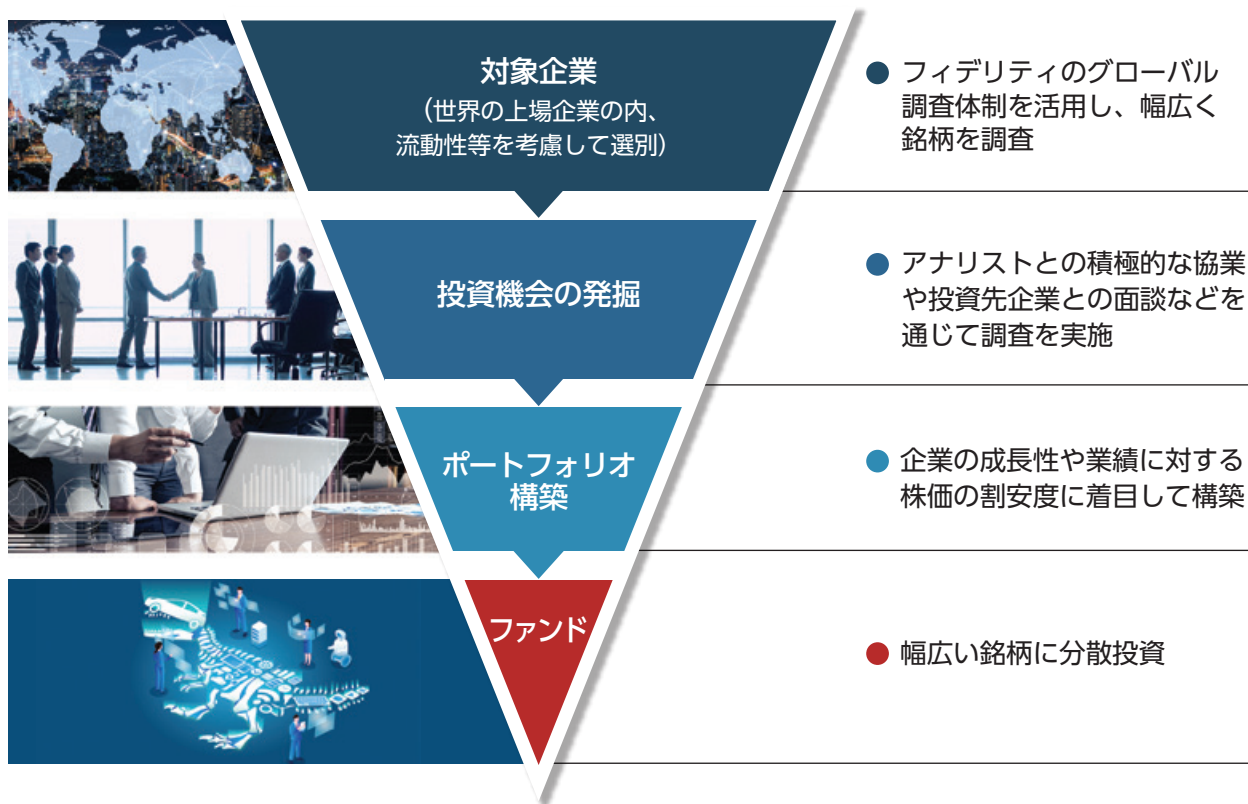 対象企業
(世界の上場企業の内、
流動性等を考慮して選別)
● フィデリティのグローバル
調査体制を活用し、幅広く
銘柄を調査
投資機会の発掘
● アナリストとの積極的な協業
や投資先企業との面談などを
通じて調査を実施
ポートフォリオ
構築
● 企業の成長性や業績に対する
株価の割安度に着目して構築
ファンド
● 幅広い銘柄に分散投資